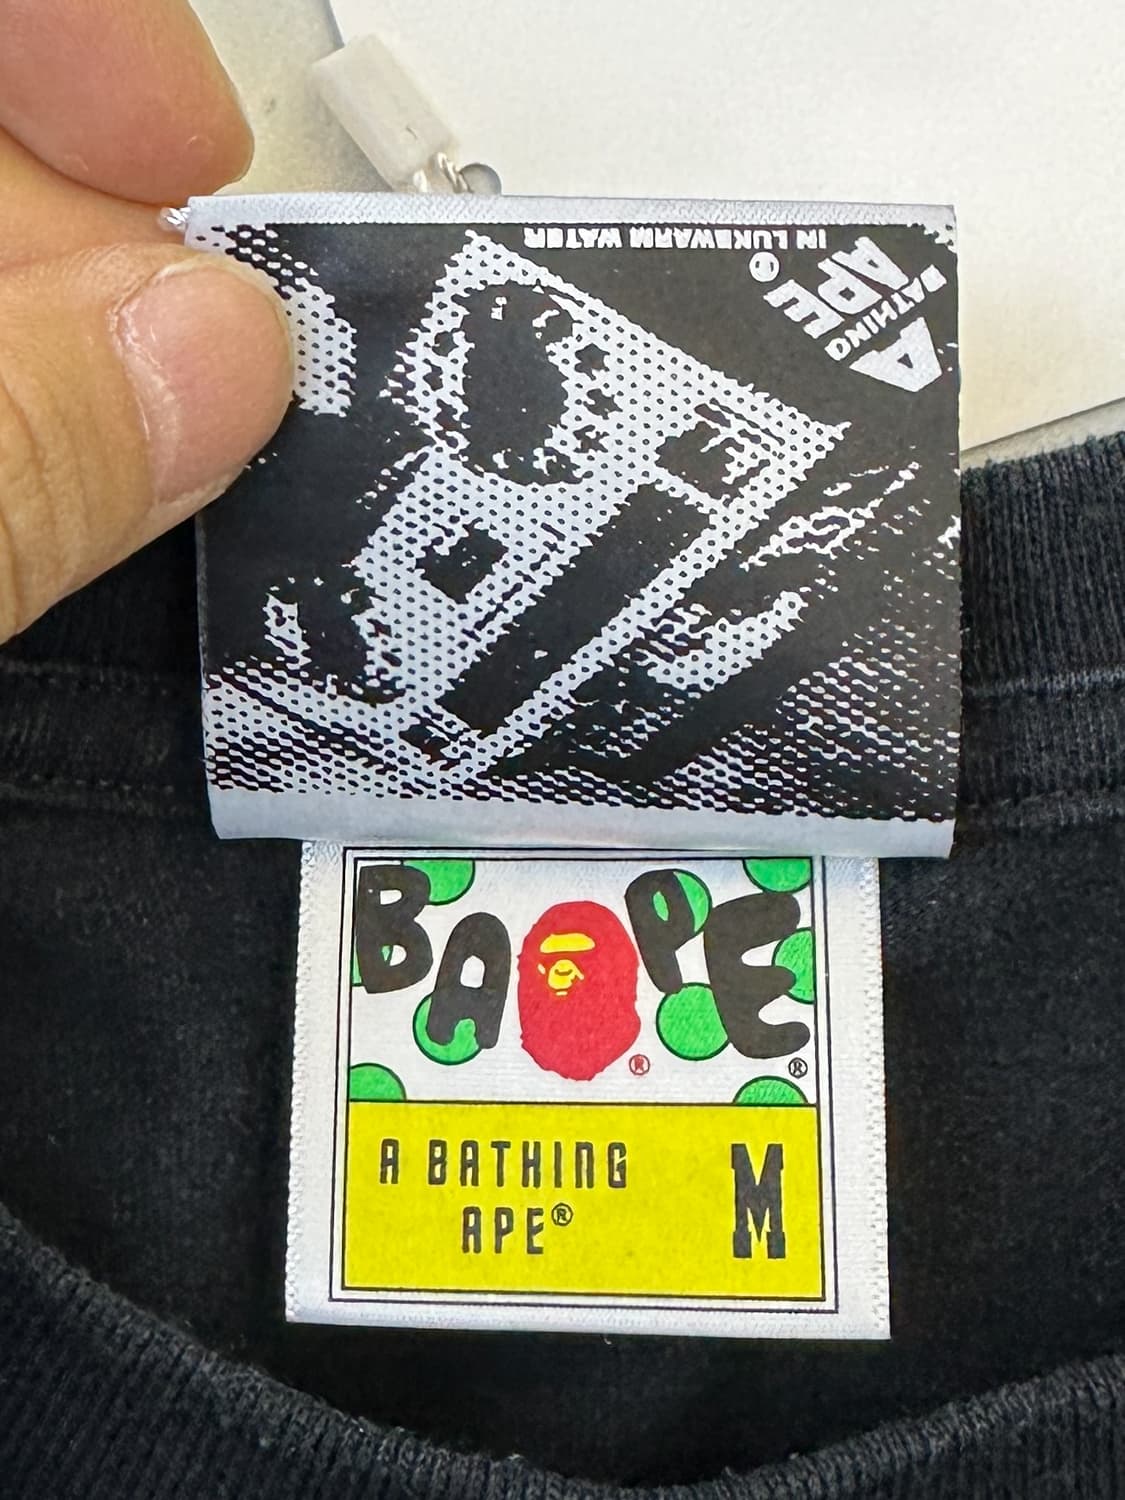 IN LUKEWARM WATER
A
BATHING
APE®
BAPE®
®
A BATHING
APE®
M